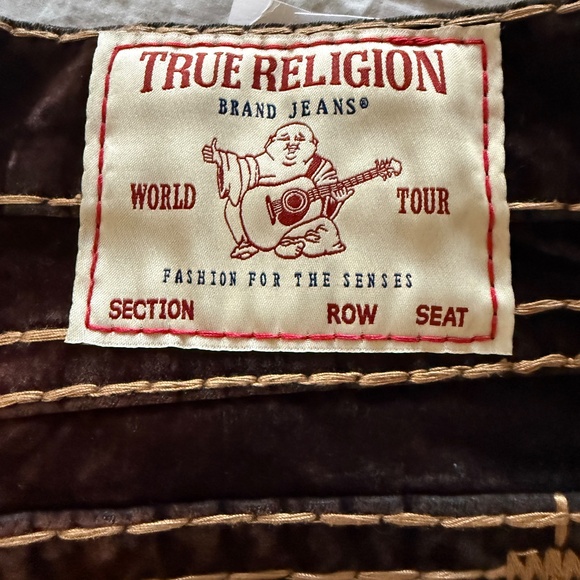 TRUE RELIGION
BRAND JEANS®
WORLD TOUR
FASHION FOR THE SENSES
SECTION ROW SEAT